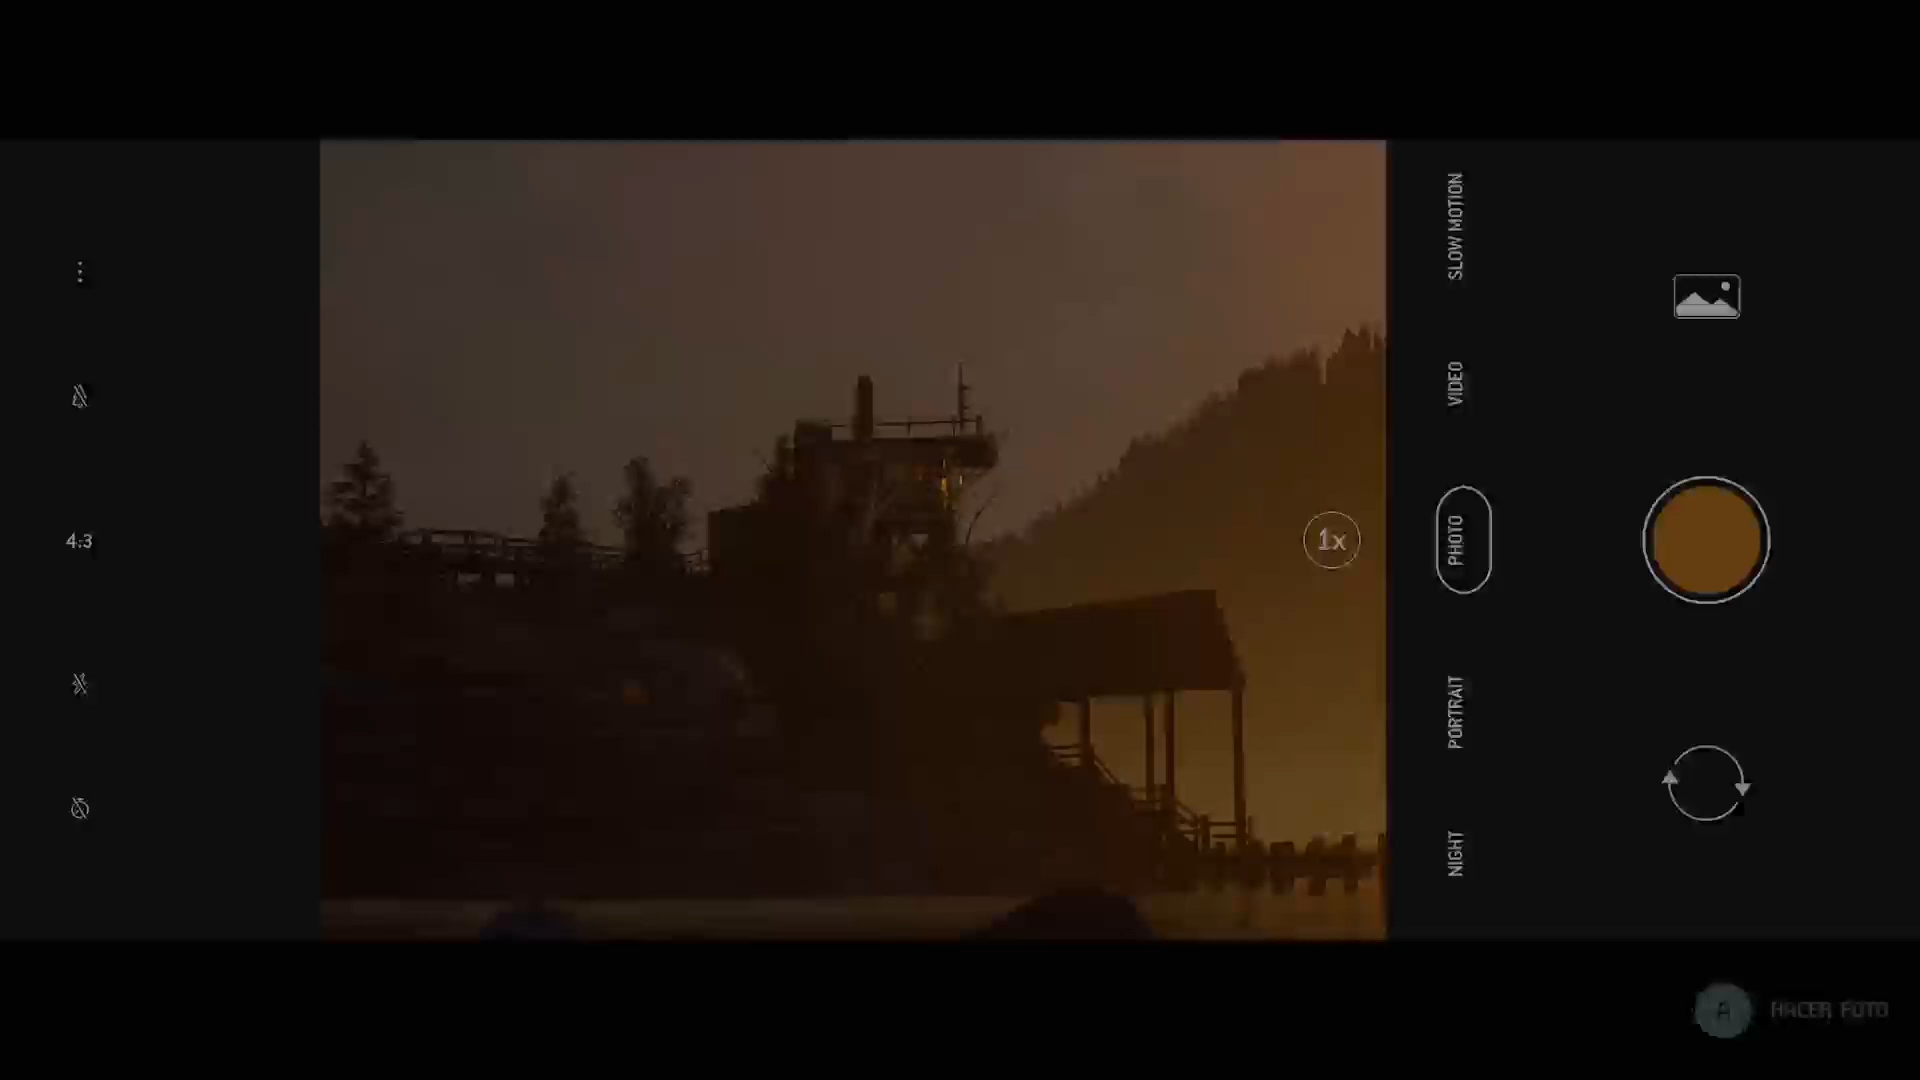 4:3
1x
SLOW MOTION
VIDEO
PHOTO
PORTRAIT
NIGHT
A HACER FOTO